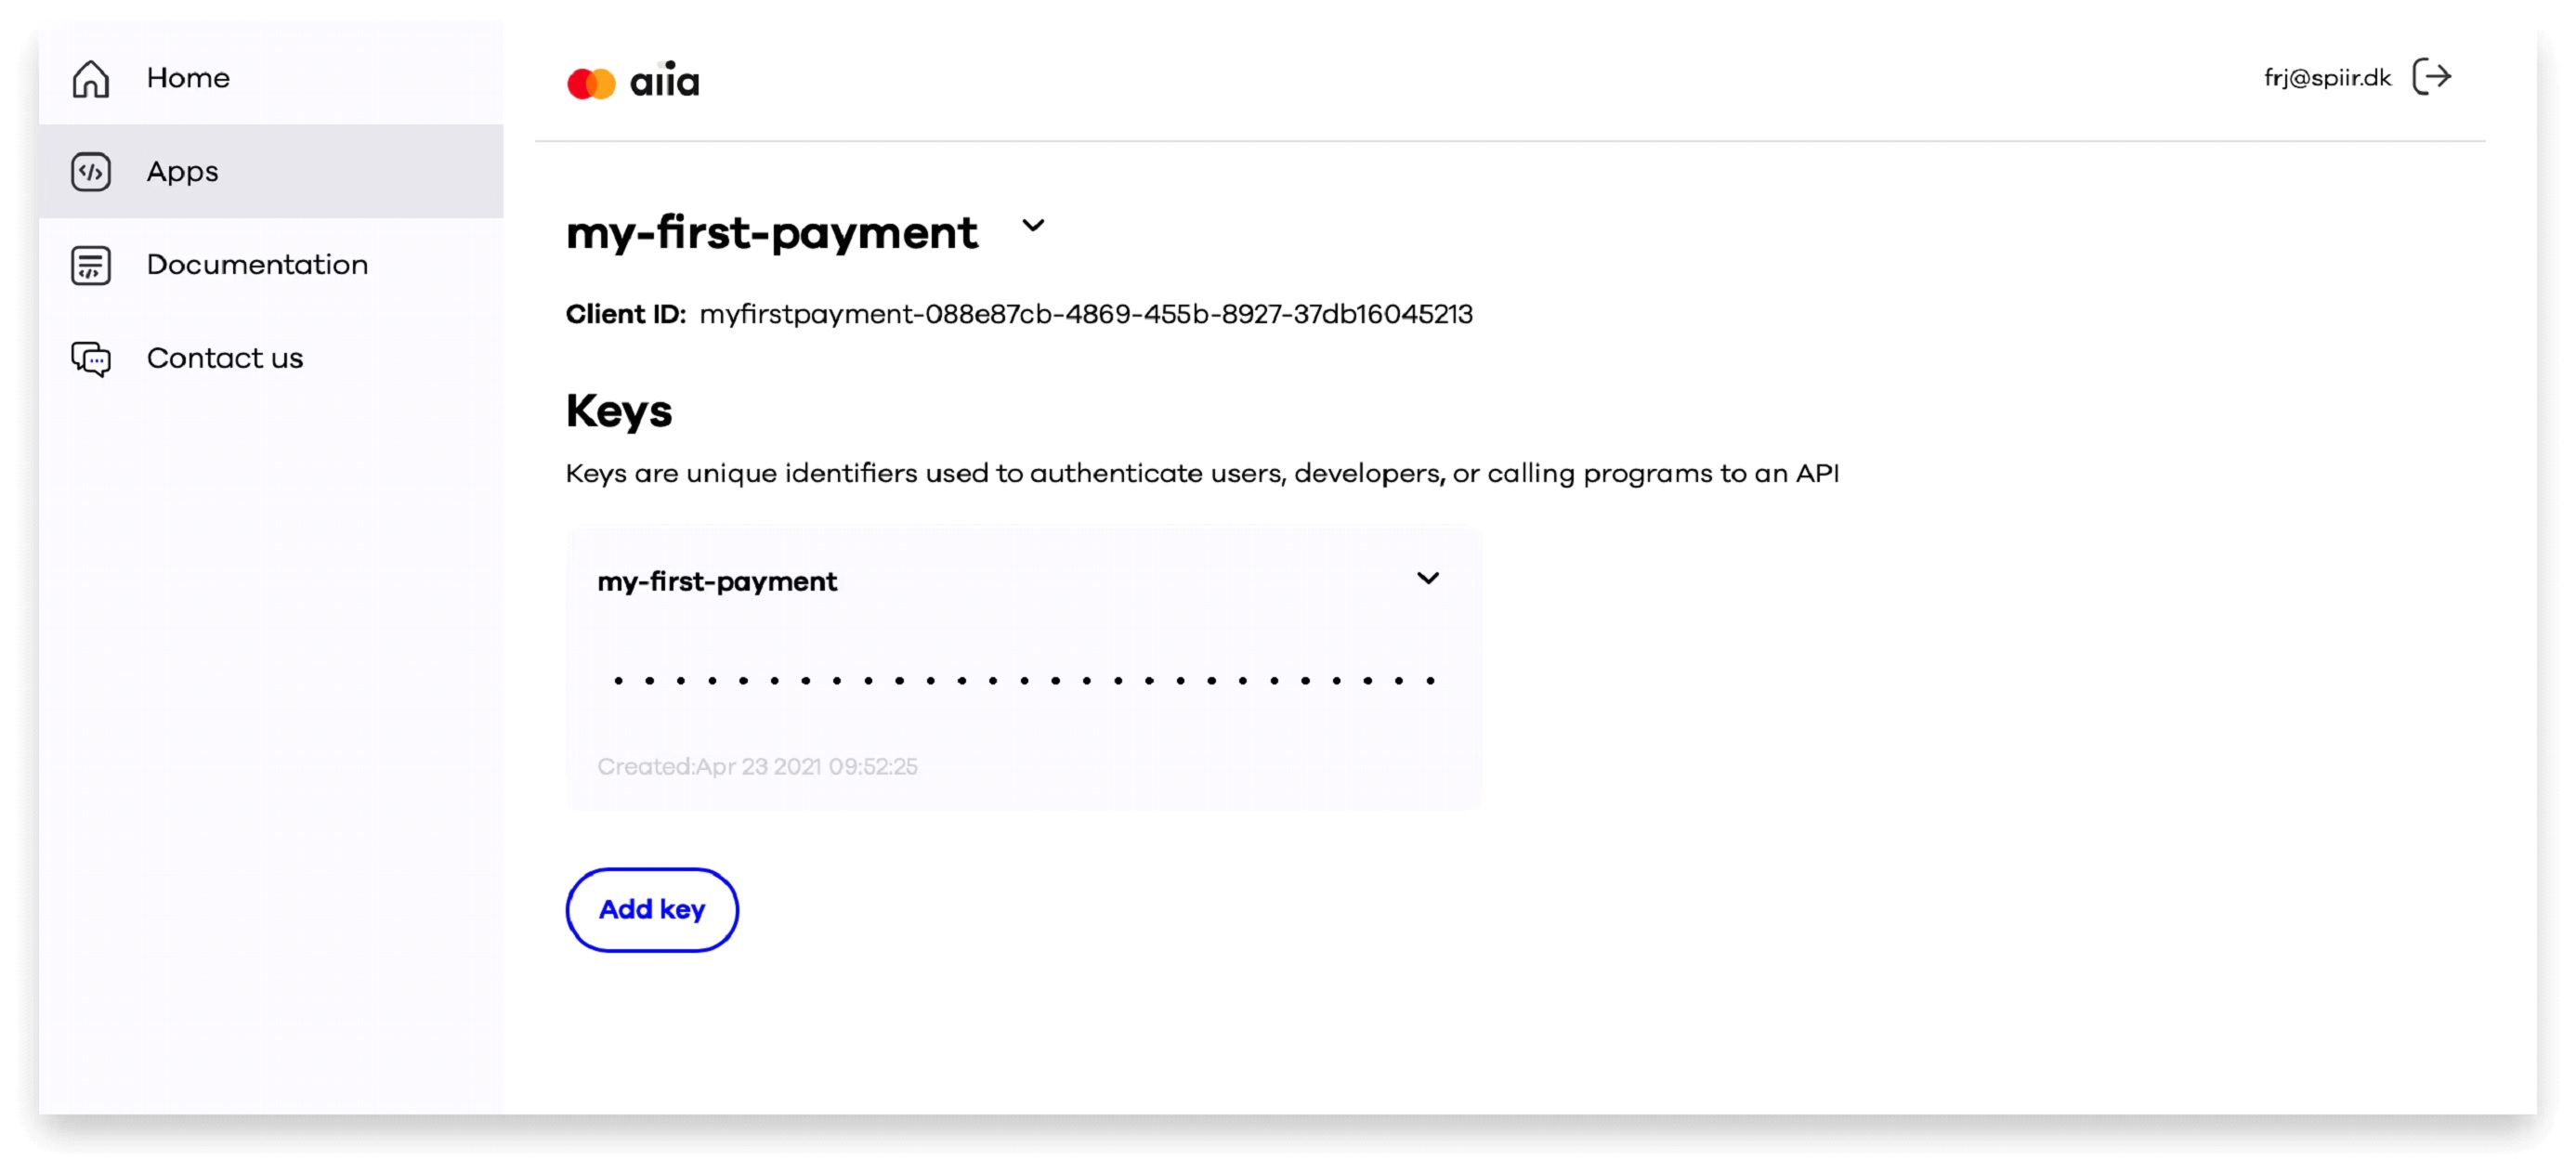 Home
Apps
Documentation
Contact us
aiia
frj@spiir.dk
my-first-payment
Client ID: myfirstpayment-088e87cb-4869-455b-8927-37db16045213
Keys
Keys are unique identifiers used to authenticate users, developers, or calling programs to an API
my-first-payment
Created:Apr 23 2021 09:52:25
Add key